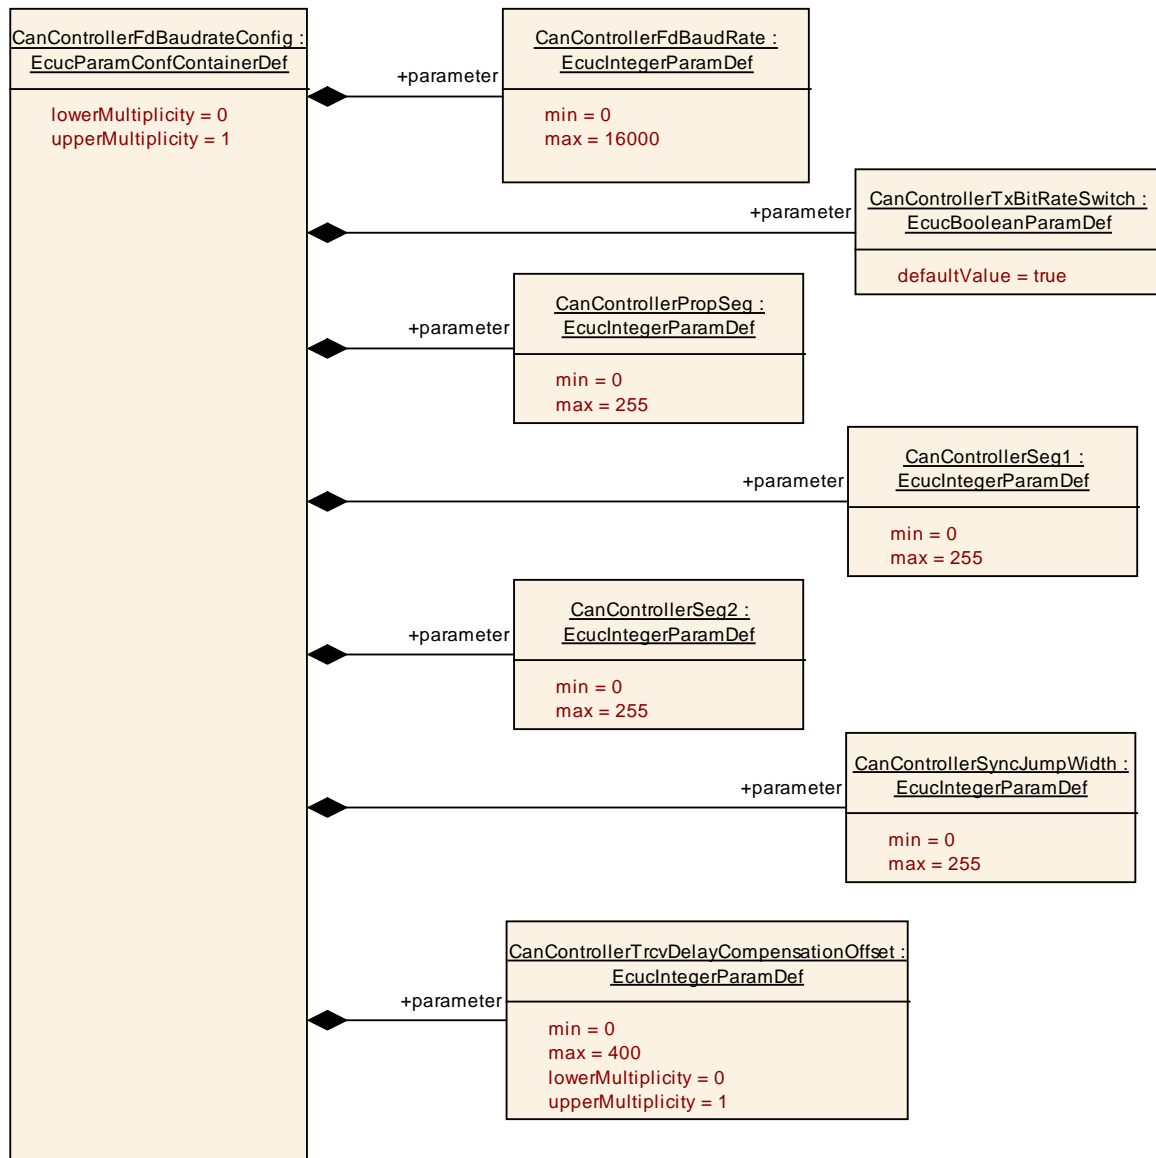 CanControllerFdBaudrateConfig :
EcucParamConfContainerDef
lowerMultiplicity = 0
upperMultiplicity = 1
+parameter
CanControllerFdBaudRate :
EcucIntegerParamDef
min = 0
max = 16000
+parameter
CanControllerTxBitRateSwitch :
EcucBooleanParamDef
defaultValue = true
+parameter
CanControllerPropSeg :
EcucIntegerParamDef
min = 0
max = 255
+parameter
CanControllerSeg1 :
EcucIntegerParamDef
min = 0
max = 255
+parameter
CanControllerSeg2 :
EcucIntegerParamDef
min = 0
max = 255
+parameter
CanControllerSyncJumpWidth :
EcucIntegerParamDef
min = 0
max = 255
+parameter
CanControllerTrcvDelayCompensationOffset :
EcucIntegerParamDef
min = 0
max = 400
lowerMultiplicity = 0
upperMultiplicity = 1